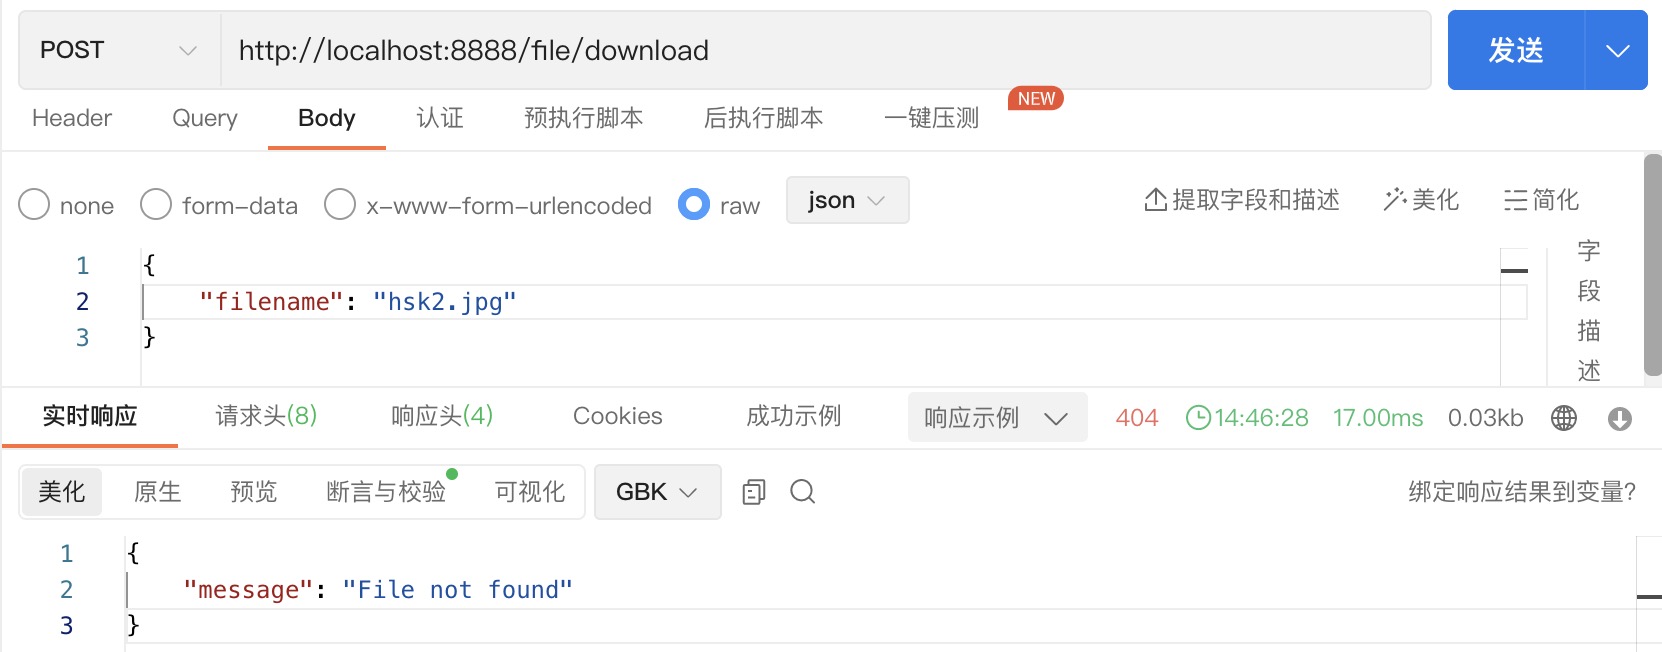 POST http://localhost:8888/file/download 发送
NEW
Header Query Body 认证 预执行脚本 后执行脚本 一键压测
none form-data x-www-form-urlencoded raw json 提取字段和描述 美化 简化
1 {
2 "filename": "hsk2.jpg"
3 }
字
段
描
述
实时响应 请求头(8) 响应头(4) Cookies 成功示例 响应示例 404 14:46:28 17.00ms 0.03kb
美化 原生 预览 断言与校验 可视化 GBK 绑定响应结果到变量?
1 {
2 "message": "File not found"
3 }